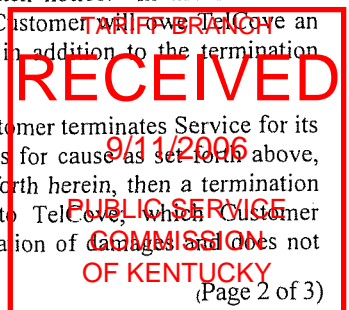 Customer will owe TelCove an
in addition to the termination
tomer terminates Service for its
s for cause as set forth above,
orth herein, then a termination
to TelCove, which Customer
ation of damages and does not
(Page 2 of 3)
TARIFF BRANCH
RECEIVED
9/11/2006
PUBLIC SERVICE
COMMISSION
OF KENTUCKY